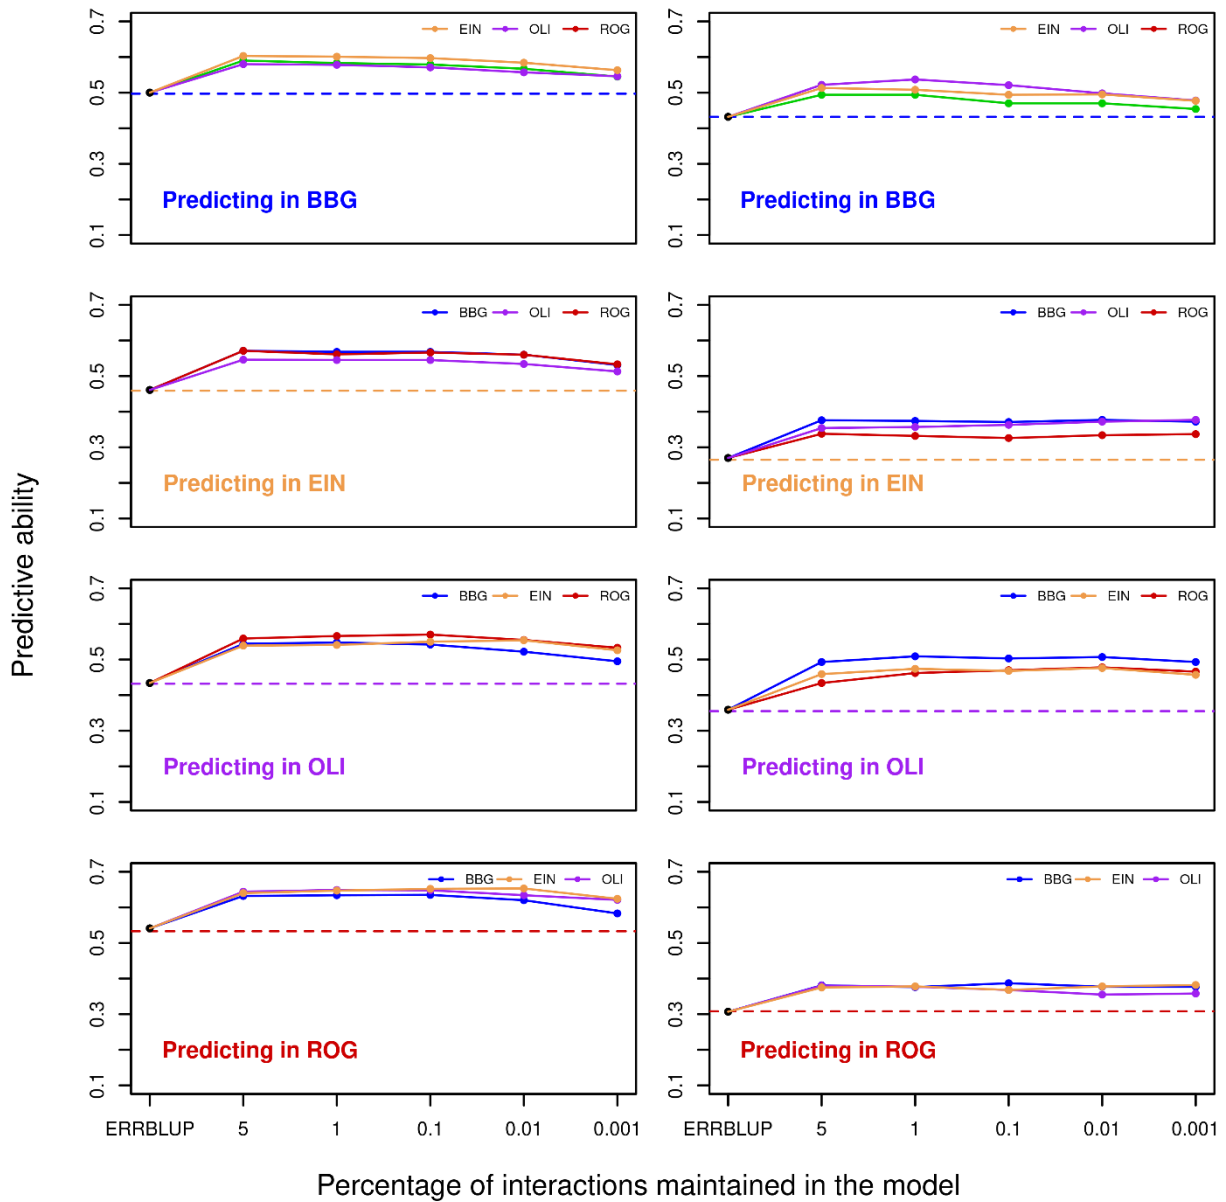 EIN OLI ROG
EIN OLI ROG
0.7
0.5
0.3
0.1
Predicting in BBG
0.7
0.5
0.3
0.1
Predicting in BBG
BBG OLI ROG
BBG OLI ROG
0.7
0.5
0.3
0.1
Predicting in EIN
0.7
0.5
0.3
0.1
Predicting in EIN
Predictive ability
BBG EIN ROG
BBG EIN ROG
0.7
0.5
0.3
0.1
Predicting in OLI
0.7
0.5
0.3
0.1
Predicting in OLI
BBG EIN OLI
BBG EIN OLI
0.7
0.5
0.3
0.1
Predicting in ROG
0.7
0.5
0.3
0.1
Predicting in ROG
ERRBLUP 5 1 0.1 0.01 0.001
ERRBLUP 5 1 0.1 0.01 0.001
Percentage of interactions maintained in the model